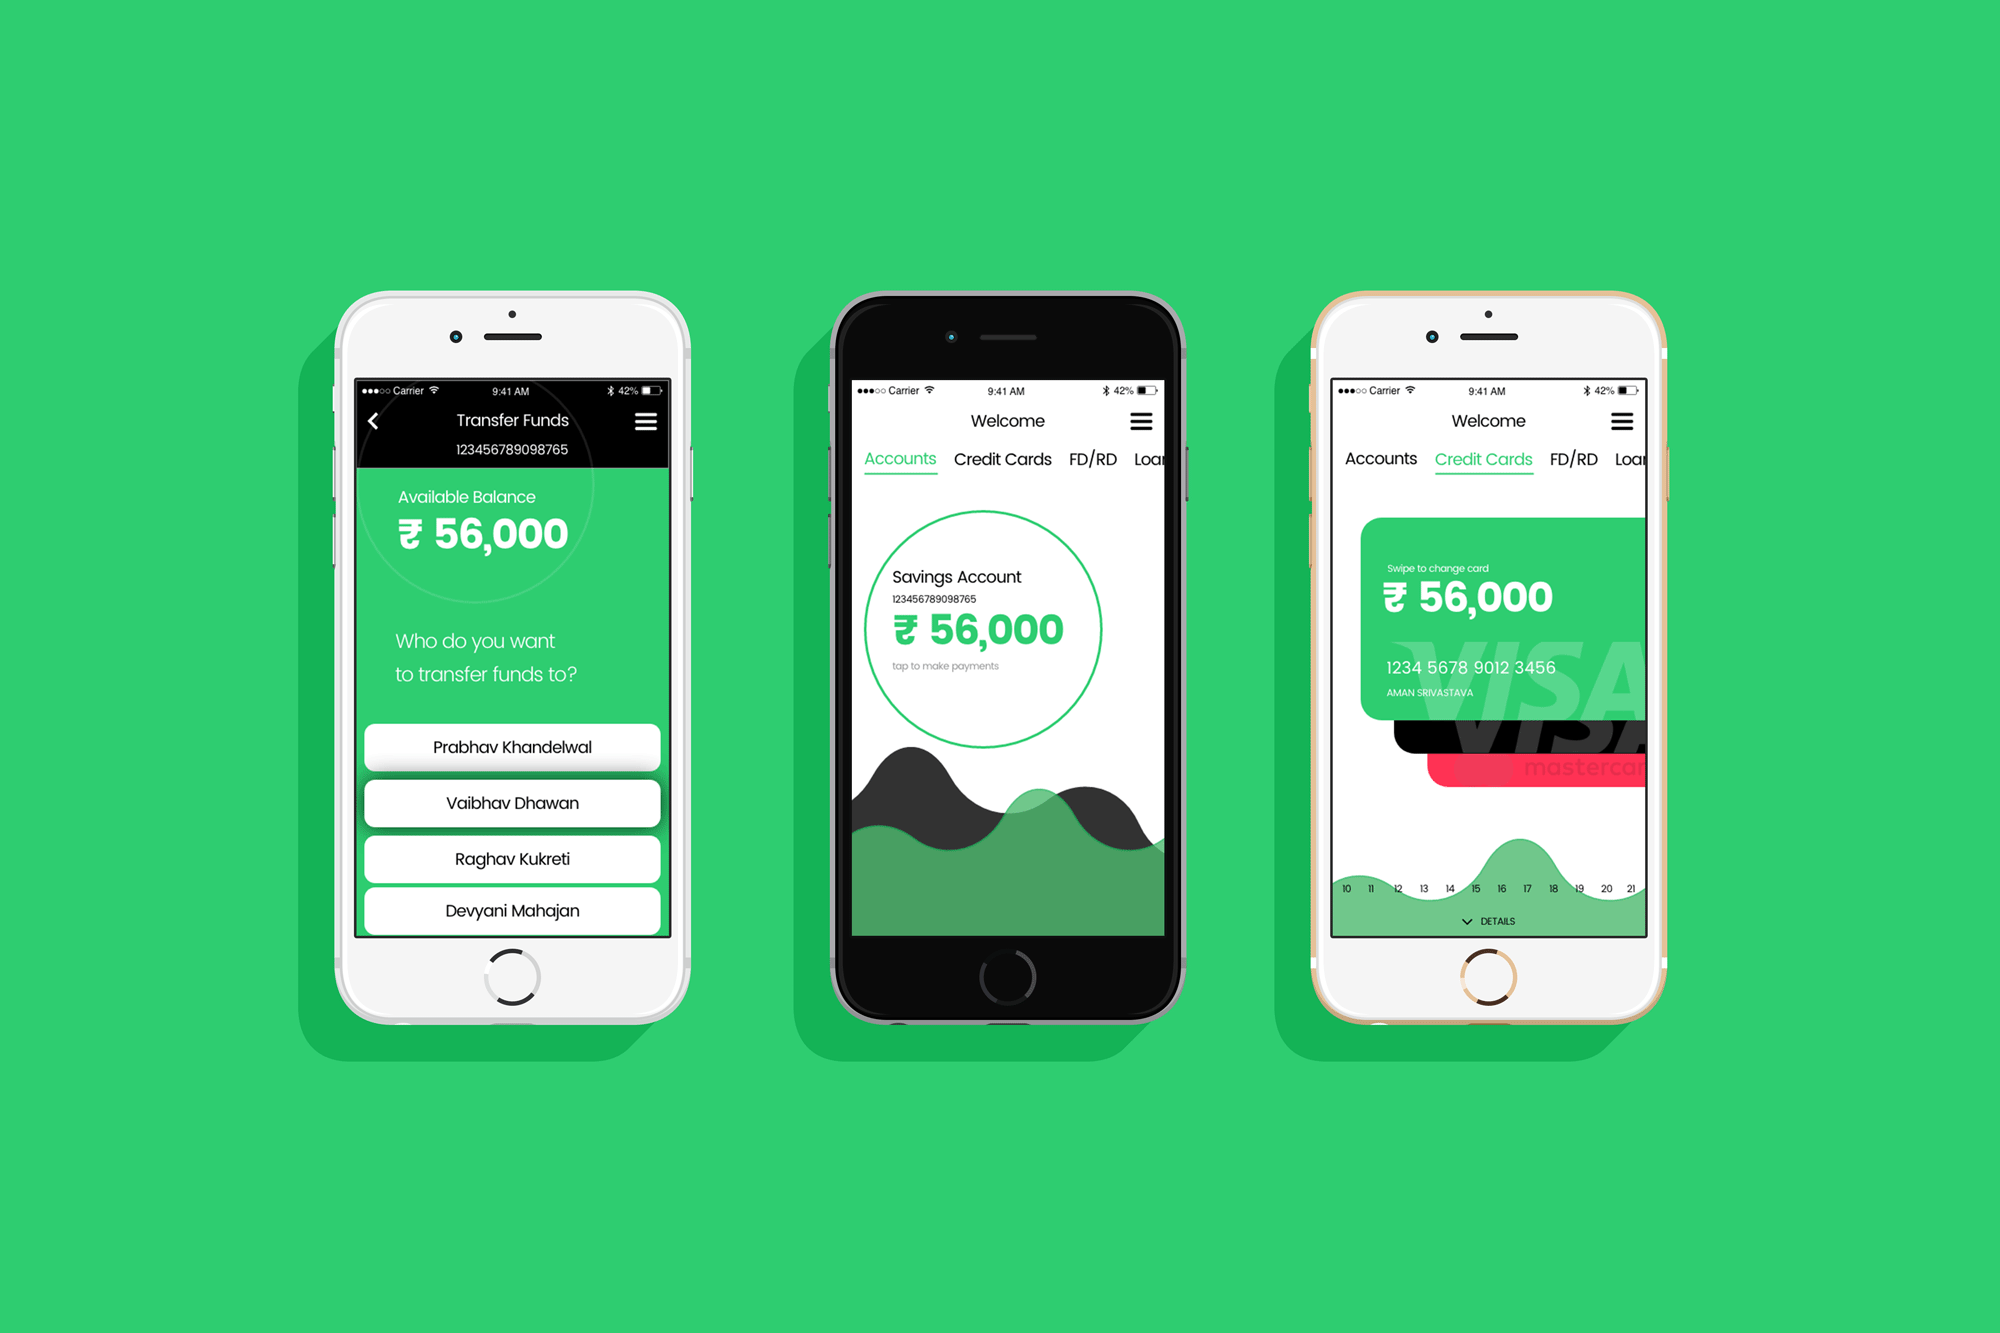 Carrier 9:41 AM 42%
Transfer Funds
123456789098765
Available Balance
₹ 56,000
Who do you want
to transfer funds to?
Prabhav Khandelwal
Vaibhav Dhawan
Raghav Kukreti
Devyani Mahajan
Carrier 9:41 AM 42%
Welcome
Accounts Credit Cards FD/RD Loan
Savings Account
123456789098765
₹ 56,000
tap to make payments
Carrier 9:41 AM 42%
Welcome
Accounts Credit Cards FD/RD Loan
Swipe to change card
₹ 56,000
VISA
1234 5678 9012 3456
AMAN SRIVASTAVA
VISA
mastercar
10 11 12 13 14 15 16 17 18 19 20 21
DETAILS